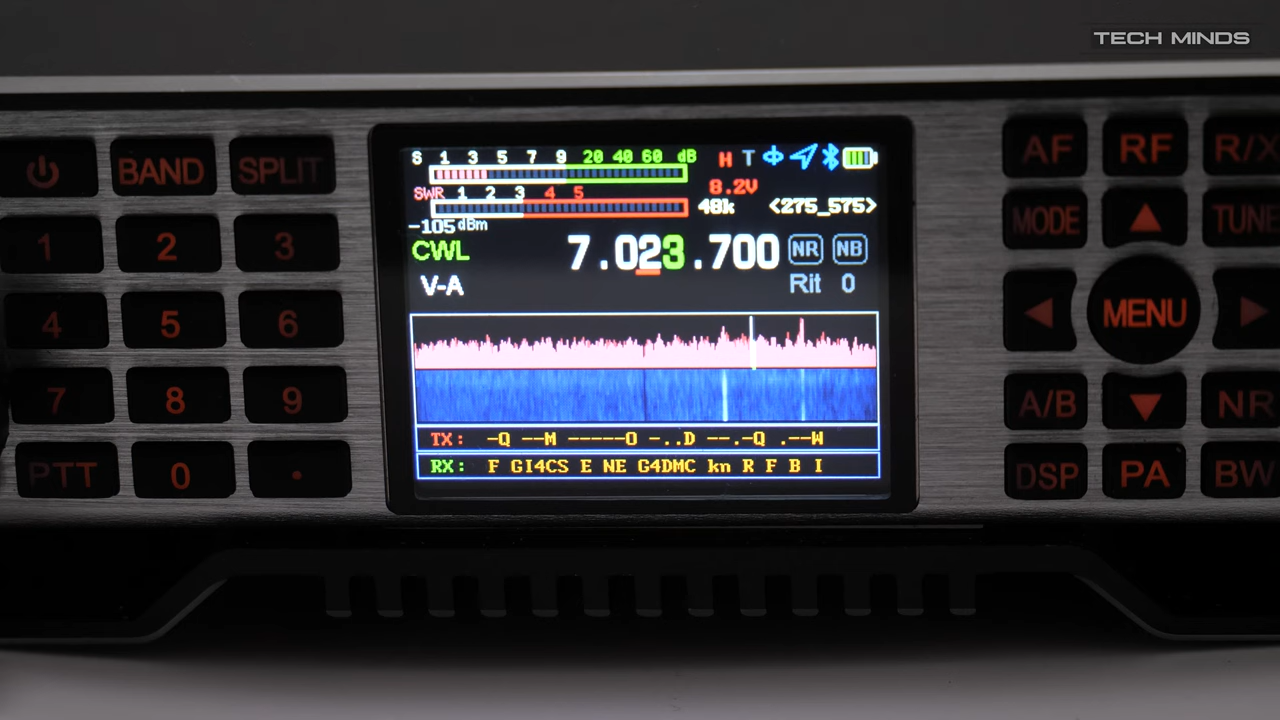 TECH MINDS
BAND SPLIT
1 2 3
4 5 6
7 8 9
PTT 0 .
S 1 3 5 7 9 20 40 60 dB H T
8.2V
SWR 1 2 3 4 5
48k <275_575>
-105dBm
CWL 7.023.700 NR NB
V-A Rit 0
TX: -Q --M -----O -..D --.-Q .--W
RX: F GI4CS E NE G4DMC kn R F B I
AF RF R/X
MODE TUNE
MENU
A/B NR
DSP PA BW